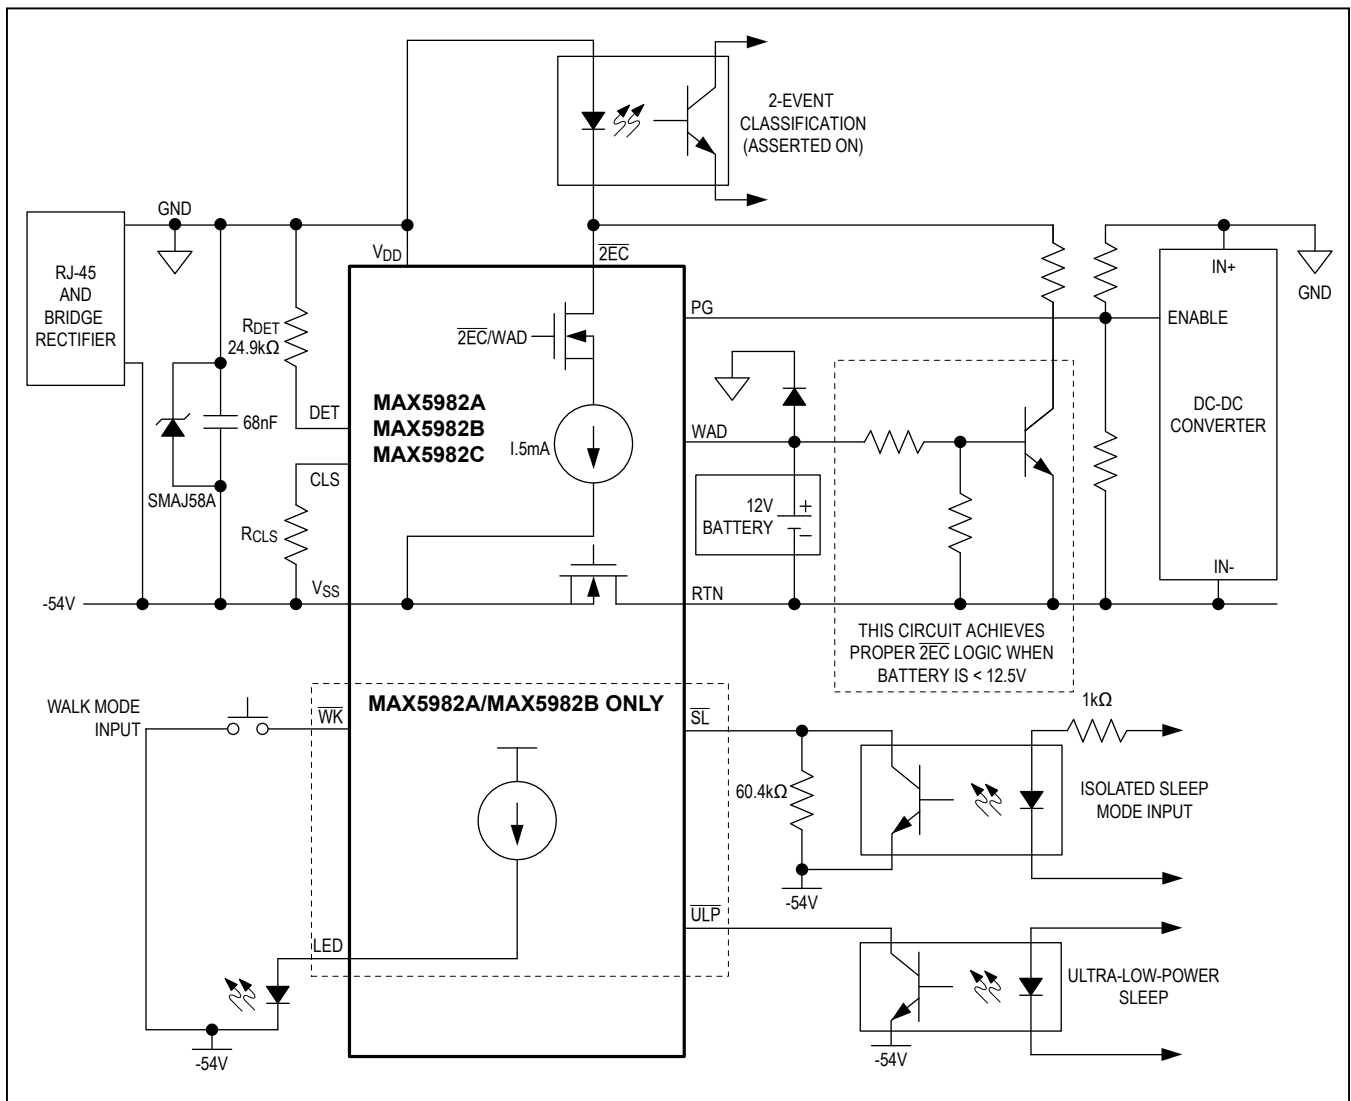 2-EVENT
CLASSIFICATION
(ASSERTED ON)
GND
RJ-45
AND
BRIDGE
RECTIFIER
VDD
2EC
IN+
GND
PG
ENABLE
RDET
24.9kΩ
2EC/WAD
DC-DC
CONVERTER
DET
68nF
MAX5982A
MAX5982B
MAX5982C
I.5mA
WAD
CLS
SMAJ58A
12V
BATTERY
+
−
RCLS
IN-
VSS
-54V
RTN
THIS CIRCUIT ACHIEVES
PROPER 2EC LOGIC WHEN
BATTERY IS < 12.5V
MAX5982A/MAX5982B ONLY
WALK MODE
INPUT
WK
SL
1kΩ
60.4kΩ
ISOLATED SLEEP
MODE INPUT
-54V
ULP
LED
ULTRA-LOW-POWER
SLEEP
-54V
-54V